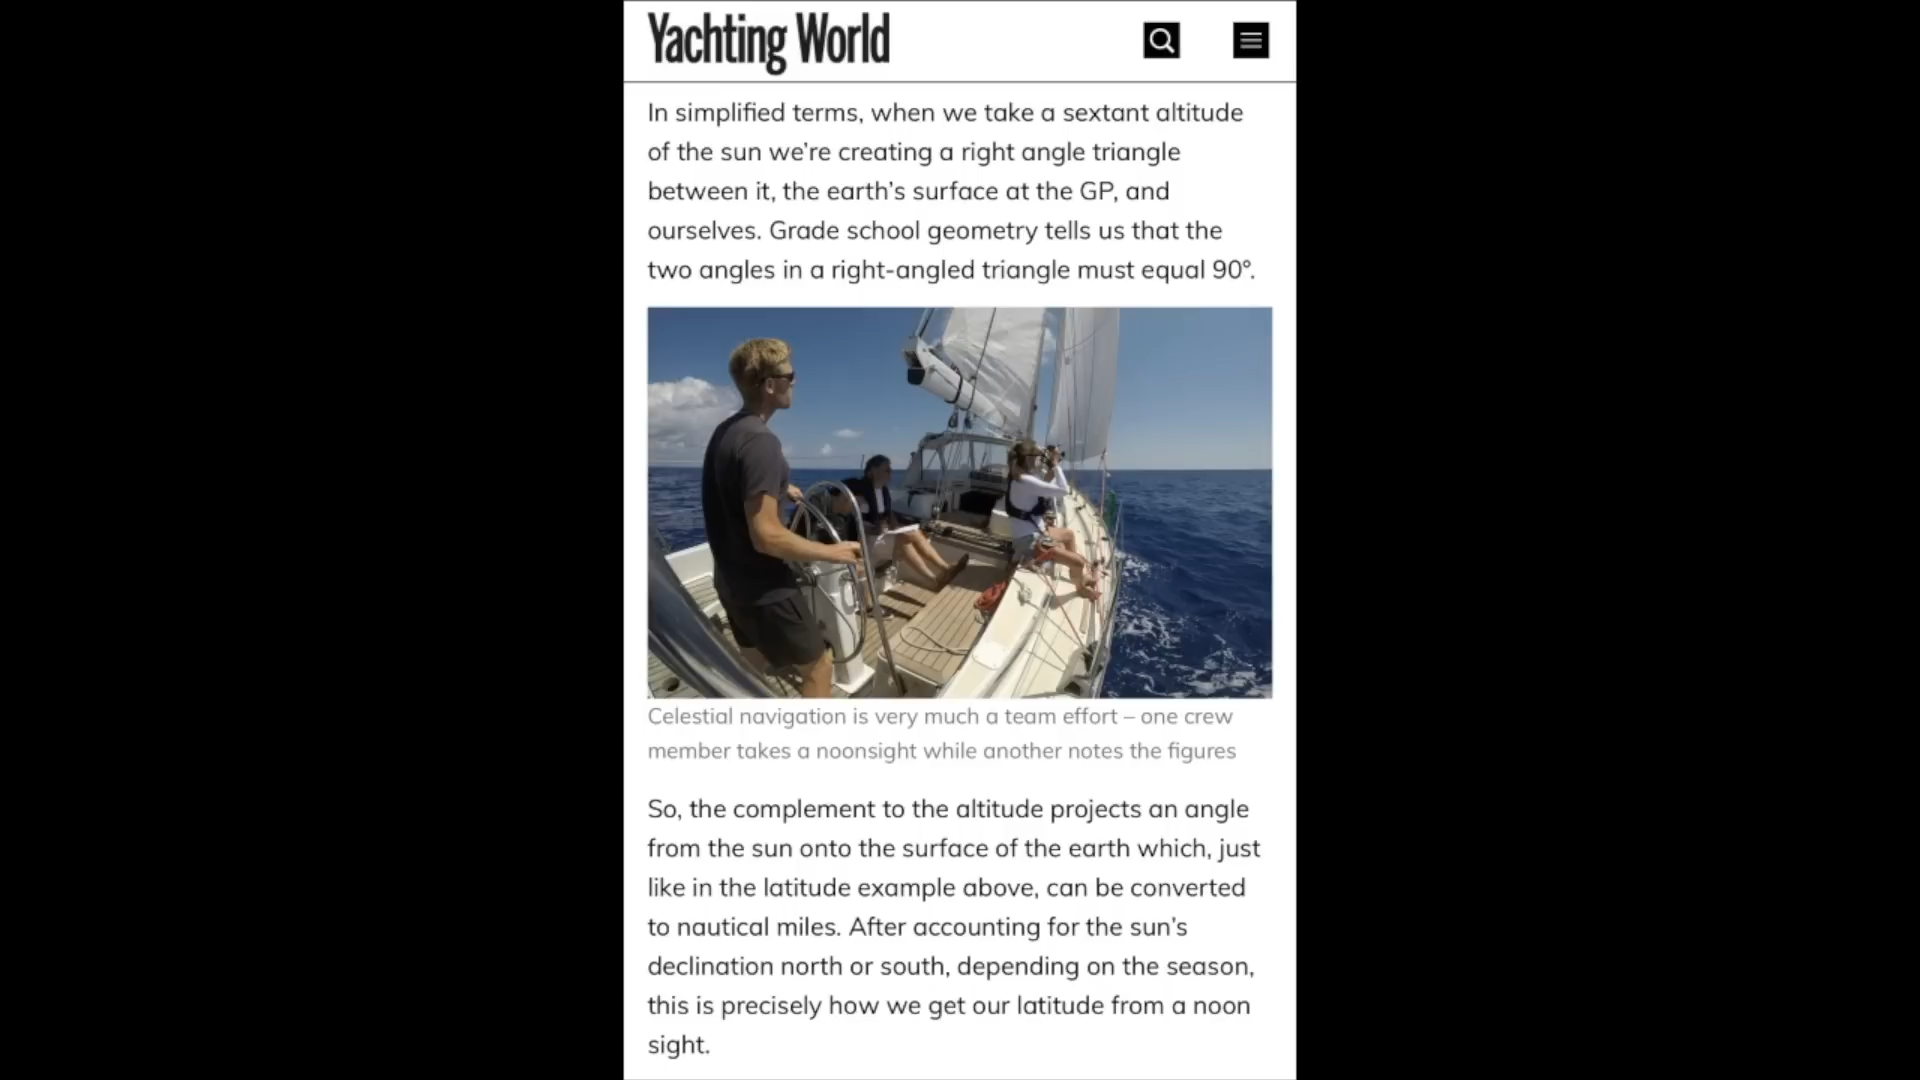 Yachting World
In simplified terms, when we take a sextant altitude
of the sun we’re creating a right angle triangle
between it, the earth’s surface at the GP, and
ourselves. Grade school geometry tells us that the
two angles in a right-angled triangle must equal 90°.
Celestial navigation is very much a team effort – one crew
member takes a noonsight while another notes the figures
So, the complement to the altitude projects an angle
from the sun onto the surface of the earth which, just
like in the latitude example above, can be converted
to nautical miles. After accounting for the sun’s
declination north or south, depending on the season,
this is precisely how we get our latitude from a noon
sight.